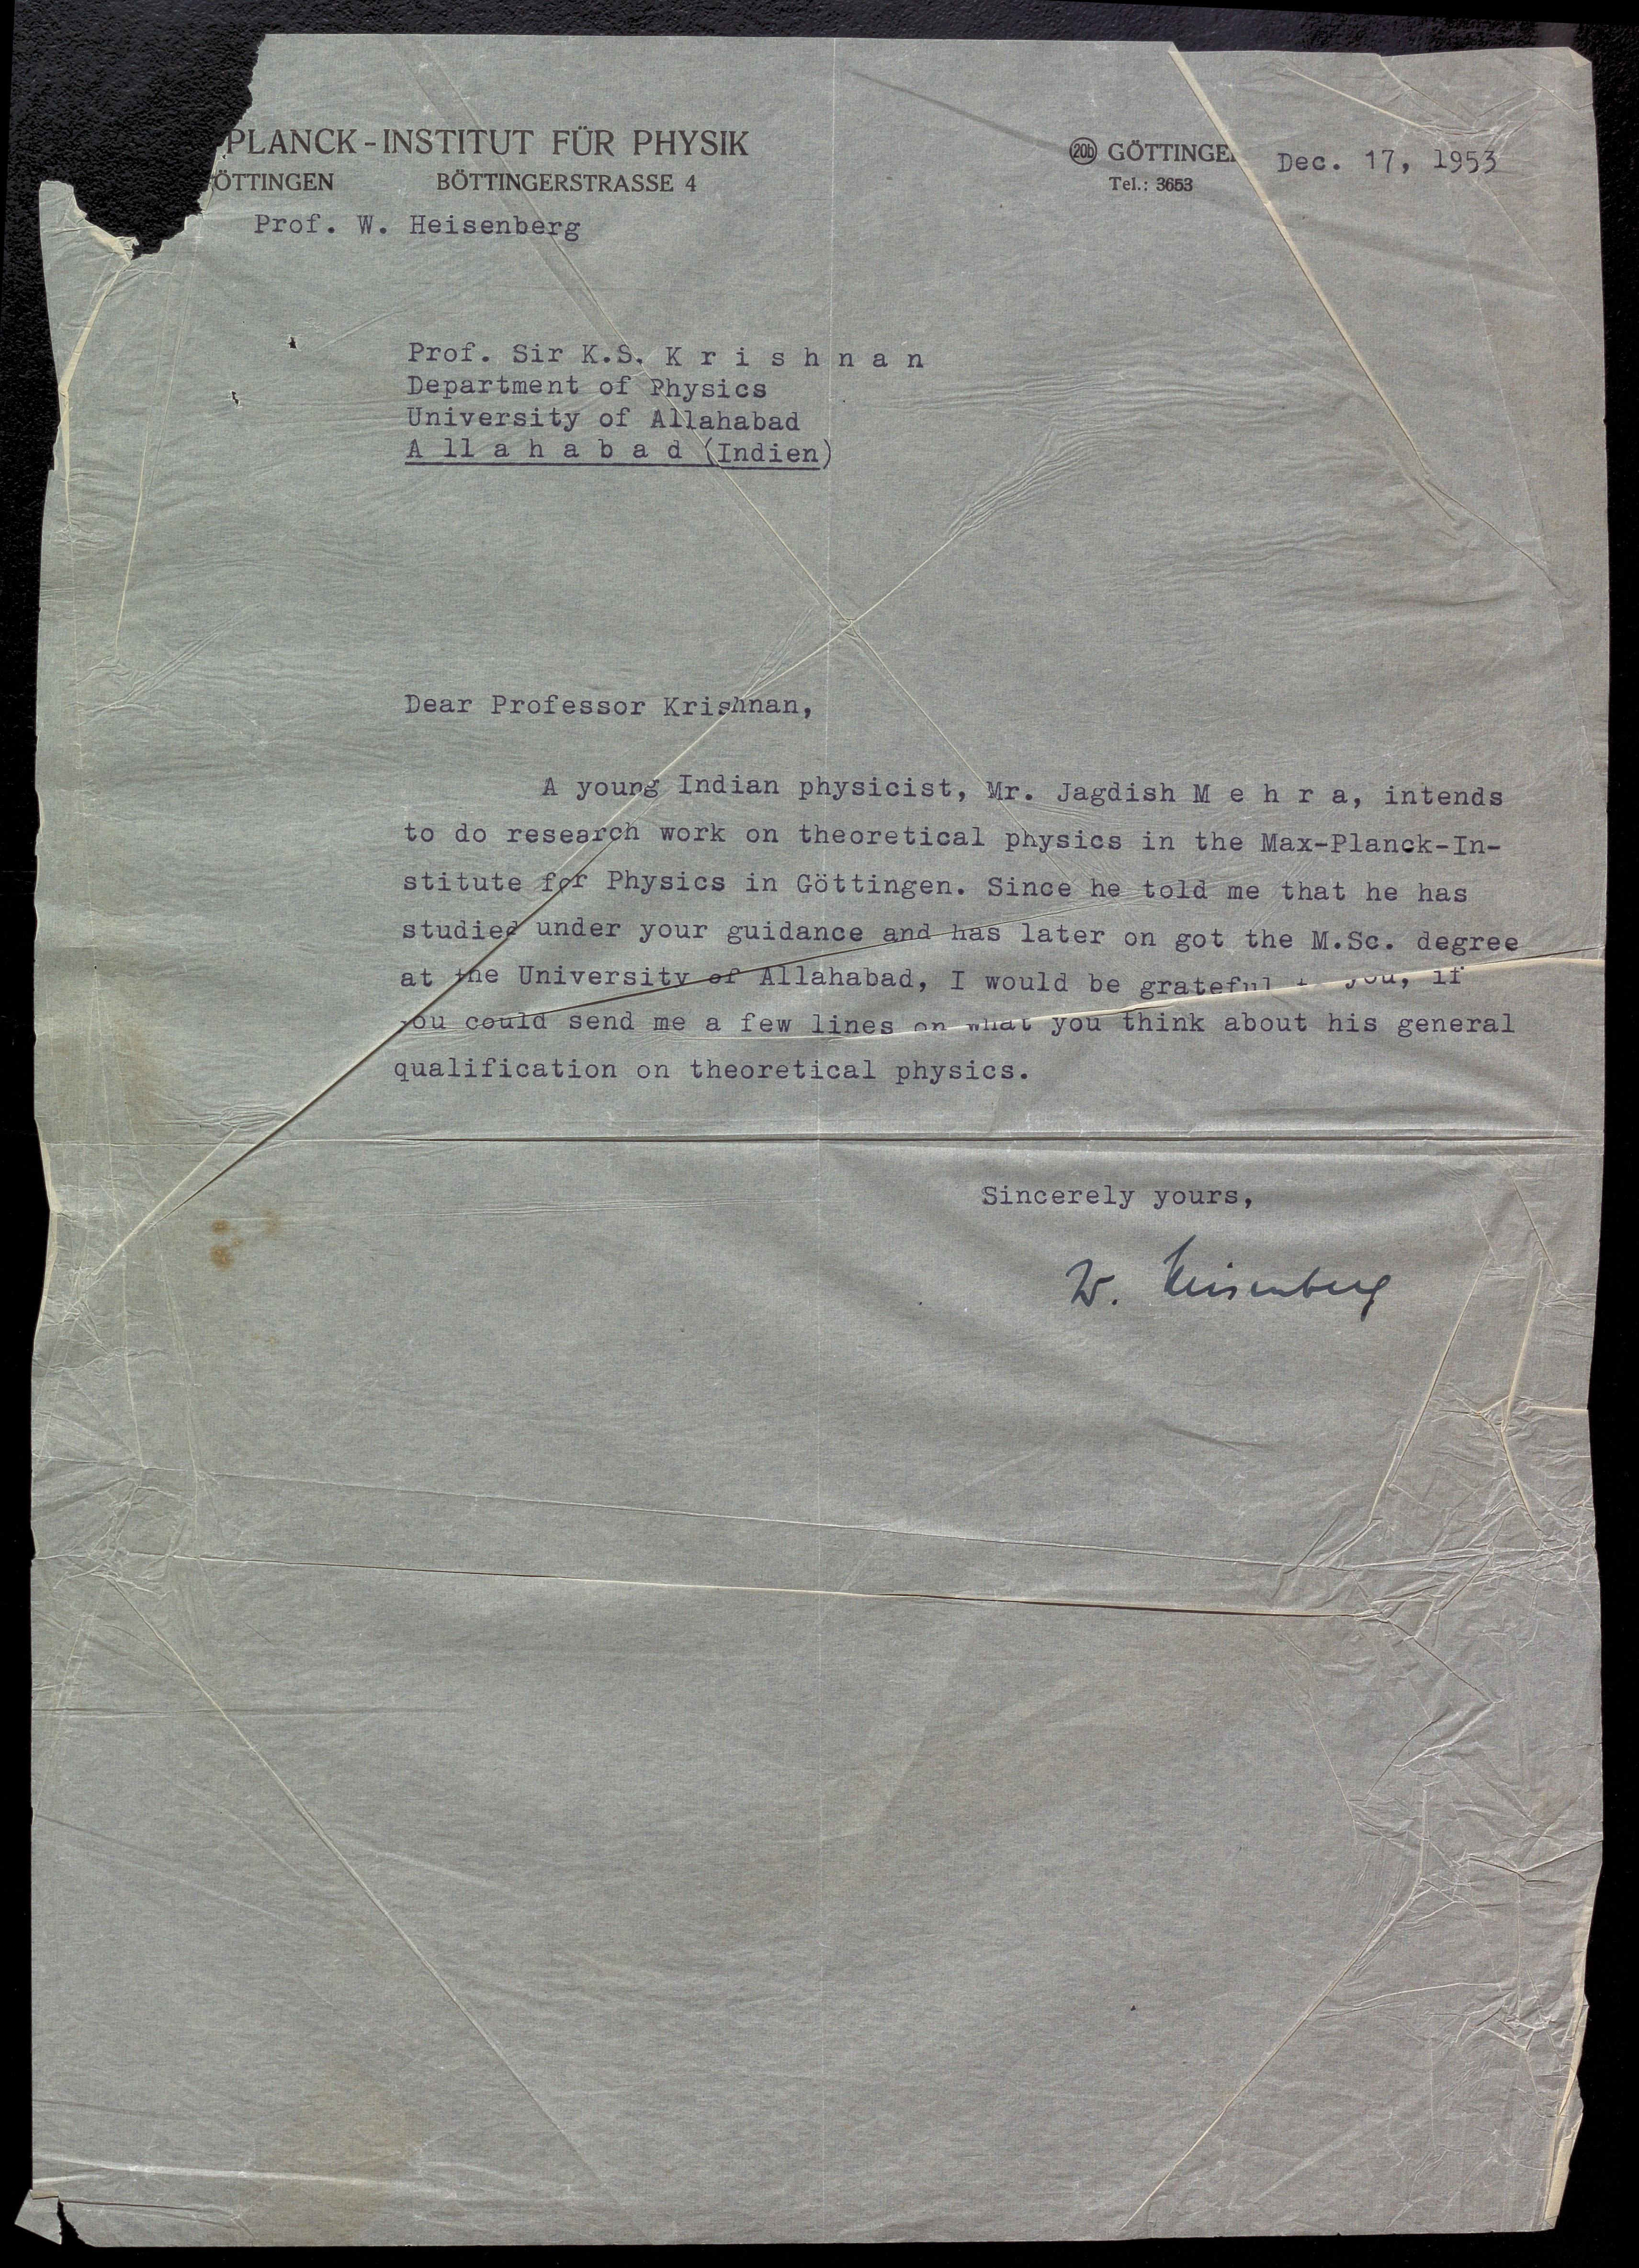 PLANCK-INSTITUT FÜR PHYSIK
ÖTTINGEN BÖTTINGERSTRASSE 4
20b GÖTTINGE Dec. 17, 1953
Tel.: 3653
Prof. W. Heisenberg
Prof. Sir K.S. K r i s h n a n
Department of Physics
University of Allahabad
A l l a h a b a d (Indien)
Dear Professor Krishnan,
A young Indian physicist, Mr. Jagdish M e h r a, intends
to do research work on theoretical physics in the Max-Planck-In-
stitute for Physics in Göttingen. Since he told me that he has
studied under your guidance and has later on got the M.Sc. degree
at the University of Allahabad, I would be grateful to you, if
you could send me a few lines on what you think about his general
qualification on theoretical physics.
Sincerely yours,
W. Heisenberg